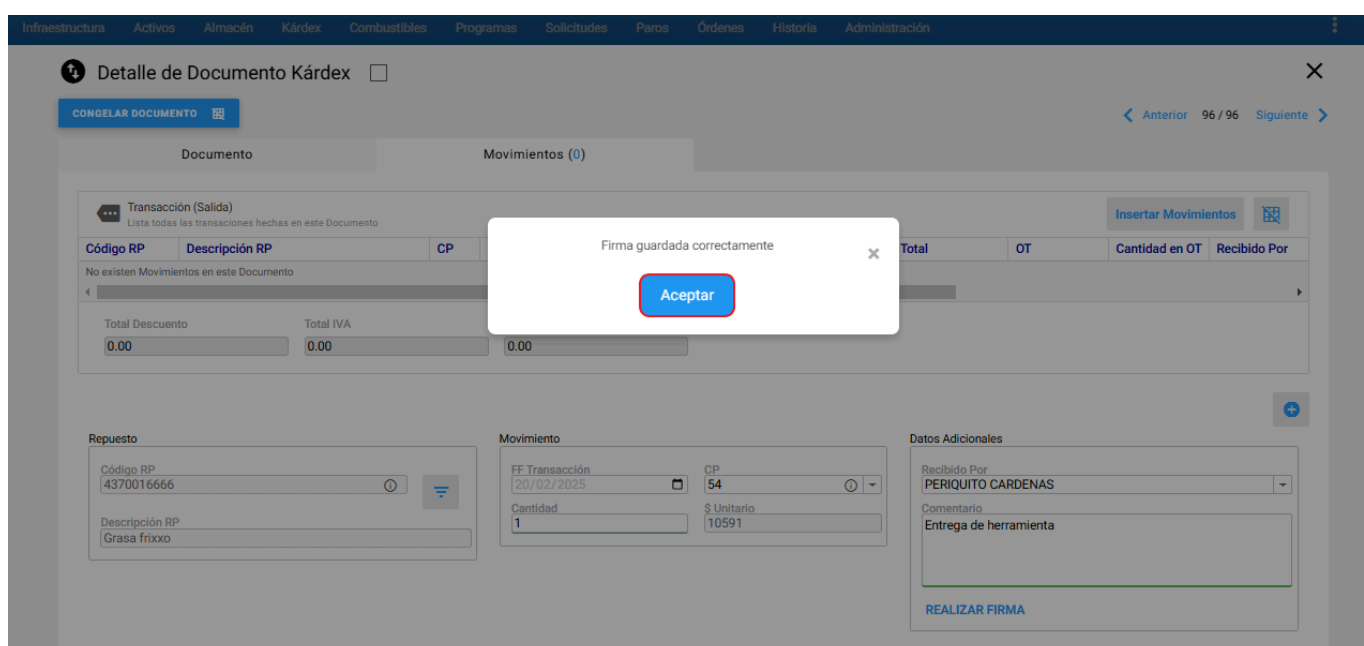 Infraestructura Activos Almacén Kárdex Combustibles Programas Solicitudes Paros Órdenes Historia Administración
Detalle de Documento Kárdex
CONGELAR DOCUMENTO
Anterior 96 / 96 Siguiente
Documento Movimientos (0)
Transacción (Salida)
Lista todas las transaciones hechas en este Documento
Insertar Movimientos
Código RP Descripción RP CP Total OT Cantidad en OT Recibido Por
No existen Movimientos en este Documento
Firma guardada correctamente
Aceptar
Total Descuento Total IVA
0.00 0.00 0.00
Repuesto
Código RP
4370016666
Descripción RP
Grasa frixxo
Movimiento
FF Transacción CP
20/02/2025 54
Cantidad $ Unitario
1 10591
Datos Adicionales
Recibido Por
PERIQUITO CARDENAS
Comentario
Entrega de herramienta
REALIZAR FIRMA